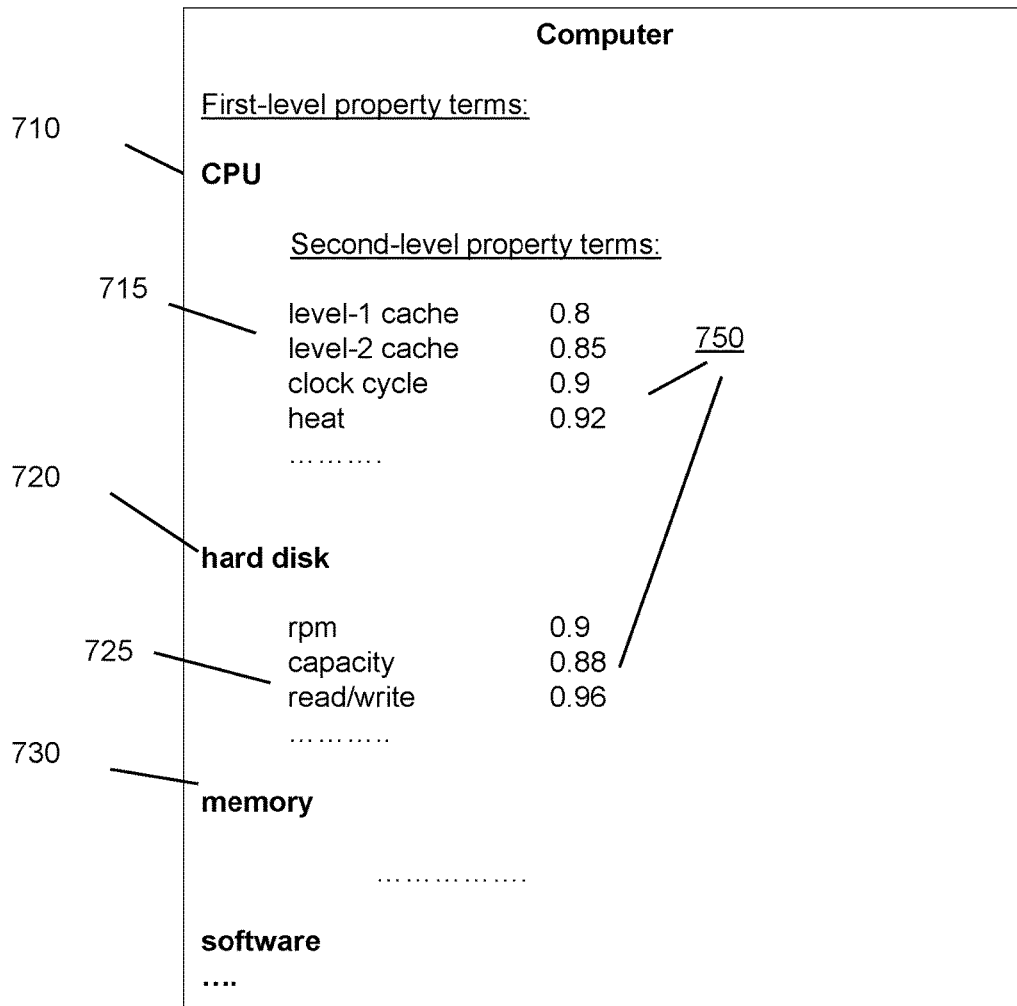 Computer
First-level property terms:
710
CPU
Second-level property terms:
715
level-1 cache 0.8
level-2 cache 0.85
750
clock cycle 0.9
heat 0.92
……….
720
hard disk
rpm 0.9
725
capacity 0.88
read/write 0.96
………..
730
memory
…………….
software
….